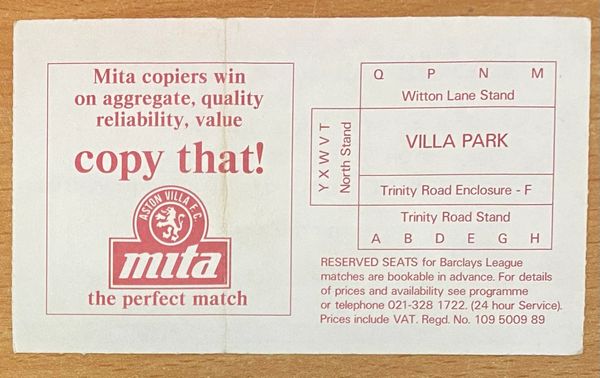 Mita copiers win
on aggregate, quality
reliability, value
copy that!
ASTON VILLA F.C.
mita
the perfect match
Q P N M
Witton Lane Stand
Y X W V T
North Stand
VILLA PARK
Trinity Road Enclosure - F
Trinity Road Stand
A B D E G H
RESERVED SEATS for Barclays League
matches are bookable in advance. For details
of prices and availability see programme
or telephone 021-328 1722. (24 hour Service).
Prices include VAT. Regd. No. 109 5009 89